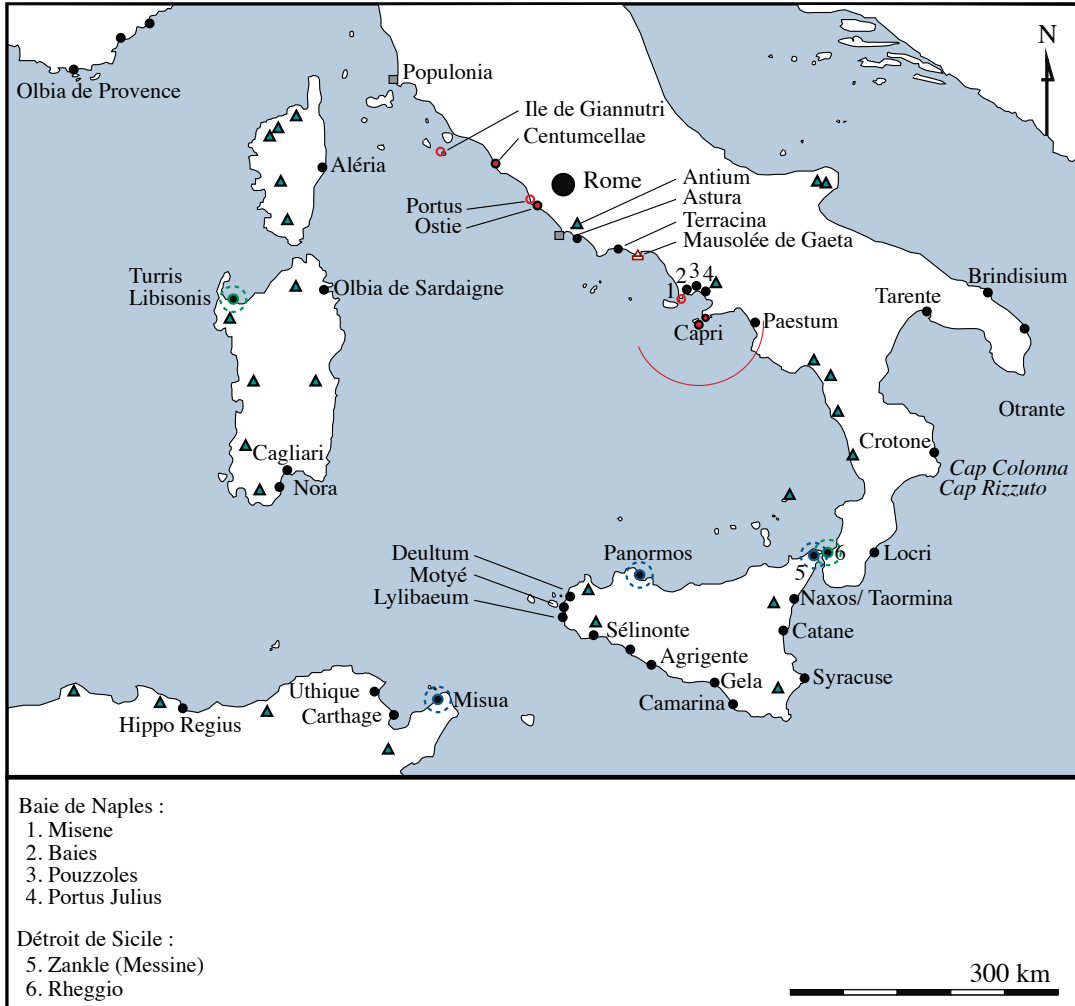 N
Olbia de Provence
Populonia
Ile de Giannutri
Centumcellae
Aléria
Rome
Antium
Astura
Portus
Ostie
Terracina
Mausolée de Gaeta
Turris
Libisonis
Olbia de Sardaigne
1
2
3
4
Brindisium
Tarente
Capri
Paestum
Otrante
Crotone
Cagliari
Nora
Cap Colonna
Cap Rizzuto
Deultum
Motyé
Lylibaeum
Panormos
5
6
Locri
Naxos/ Taormina
Sélinonte
Catane
Agrigente
Gela
Syracuse
Camarina
Uthique
Carthage
Misua
Hippo Regius
Baie de Naples :
1. Misene
2. Baies
3. Pouzzoles
4. Portus Julius
Détroit de Sicile :
5. Zankle (Messine)
6. Rheggio
300 km